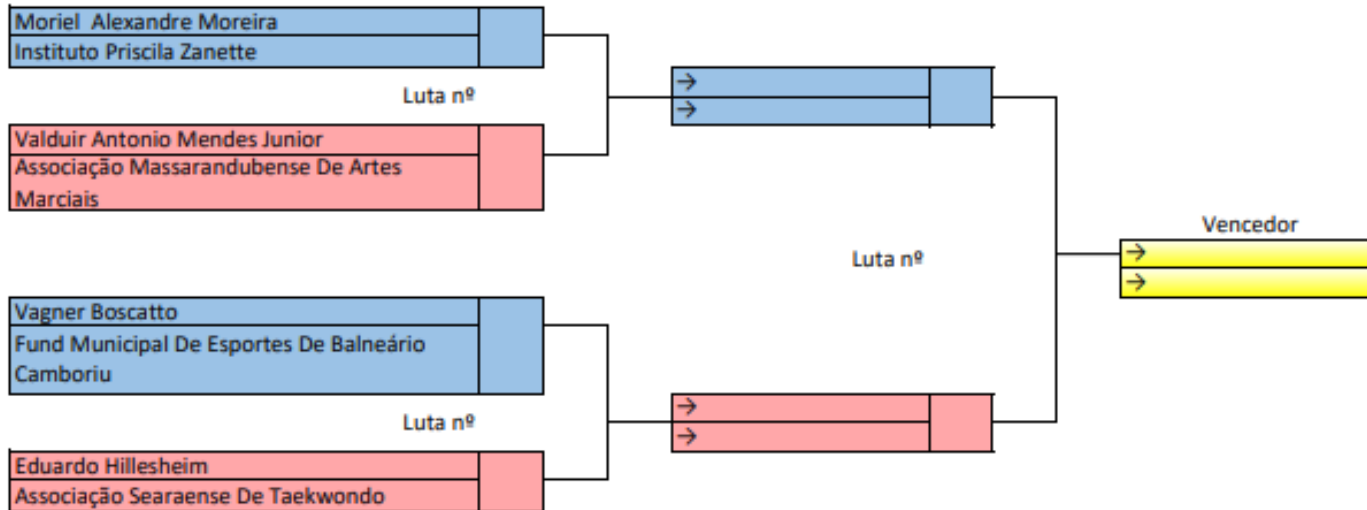 Moriel  Alexandre Moreira
Instituto Priscila Zanette
Luta nº
→
→
Valduir Antonio Mendes Junior
Associação Massarandubense De Artes
Marciais
Vencedor
Luta nº
→
→
Vagner Boscatto
Fund Municipal De Esportes De Balneário
Camboriu
Luta nº
→
→
Eduardo Hillesheim
Associação Searaense De Taekwondo